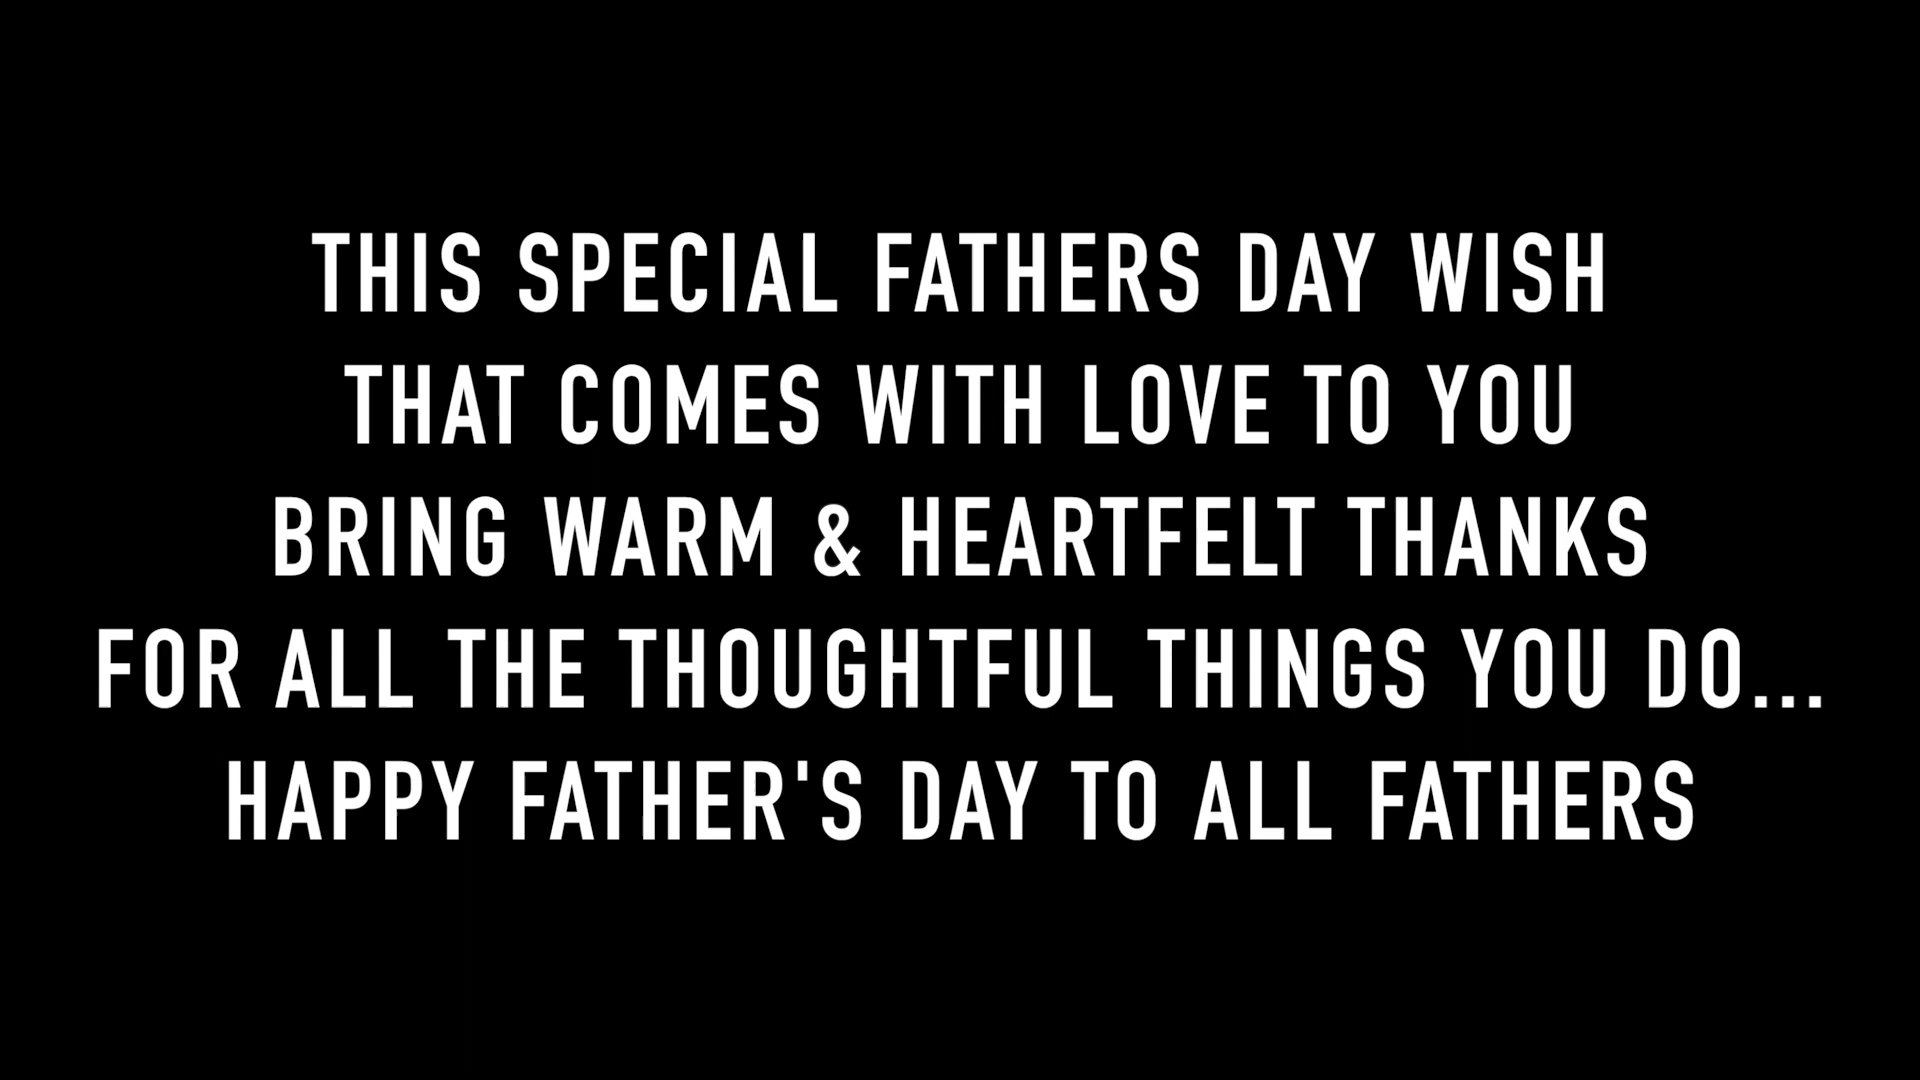 THIS SPECIAL FATHERS DAY WISH
THAT COMES WITH LOVE TO YOU
BRING WARM & HEARTFELT THANKS
FOR ALL THE THOUGHTFUL THINGS YOU DO...
HAPPY FATHER'S DAY TO ALL FATHERS